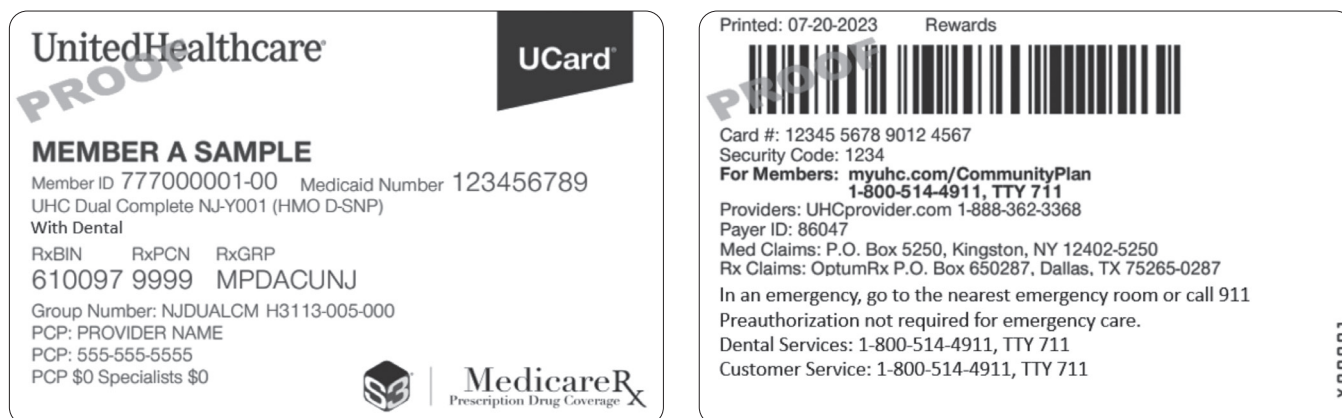 UnitedHealthcare®
UCard®
PROOF
MEMBER A SAMPLE
Member ID 777000001-00 Medicaid Number 123456789
UHC Dual Complete NJ-Y001 (HMO D-SNP)
With Dental
RxBIN RxPCN RxGRP
610097 9999 MPDACUNJ
Group Number: NJDUALCM H3113-005-000
PCP: PROVIDER NAME
PCP: 555-555-5555
PCP $0 Specialists $0
S3
MedicareRx
Prescription Drug Coverage
Printed: 07-20-2023 Rewards
PROOF
Card #: 12345 5678 9012 4567
Security Code: 1234
For Members: myuhc.com/CommunityPlan
1-800-514-4911, TTY 711
Providers: UHCprovider.com 1-888-362-3368
Payer ID: 86047
Med Claims: P.O. Box 5250, Kingston, NY 12402-5250
Rx Claims: OptumRx P.O. Box 650287, Dallas, TX 75265-0287
In an emergency, go to the nearest emergency room or call 911
Preauthorization not required for emergency care.
Dental Services: 1-800-514-4911, TTY 711
Customer Service: 1-800-514-4911, TTY 711